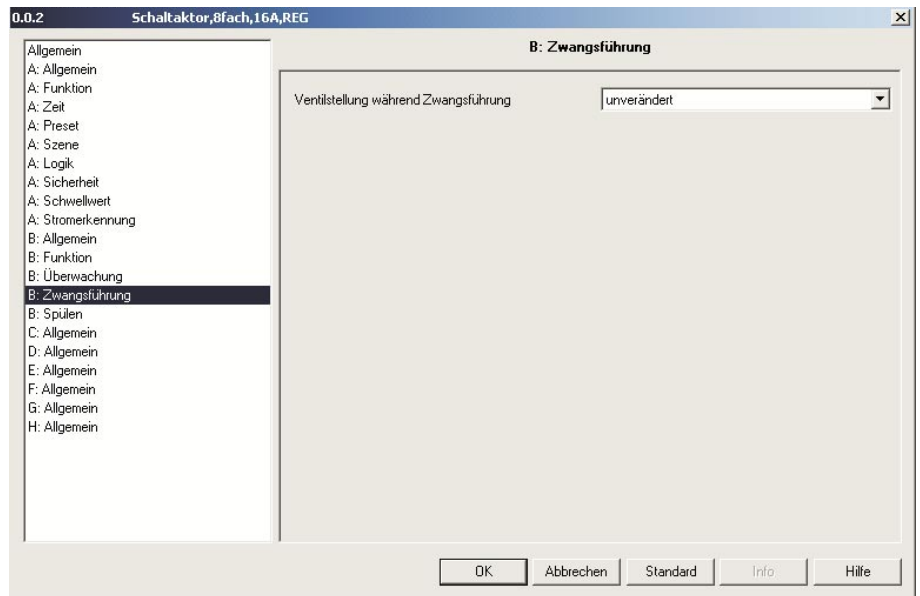 0.0.2 Schaltaktor,8fach,16A,REG
Allgemein
A: Allgemein
A: Funktion
A: Zeit
A: Preset
A: Szene
A: Logik
A: Sicherheit
A: Schwellwert
A: Stromerkennung
B: Allgemein
B: Funktion
B: Überwachung
B: Zwangsführung
B: Spülen
C: Allgemein
D: Allgemein
E: Allgemein
F: Allgemein
G: Allgemein
H: Allgemein
B: Zwangsführung
Ventilstellung während Zwangsführung unverändert
OK Abbrechen Standard Info Hilfe